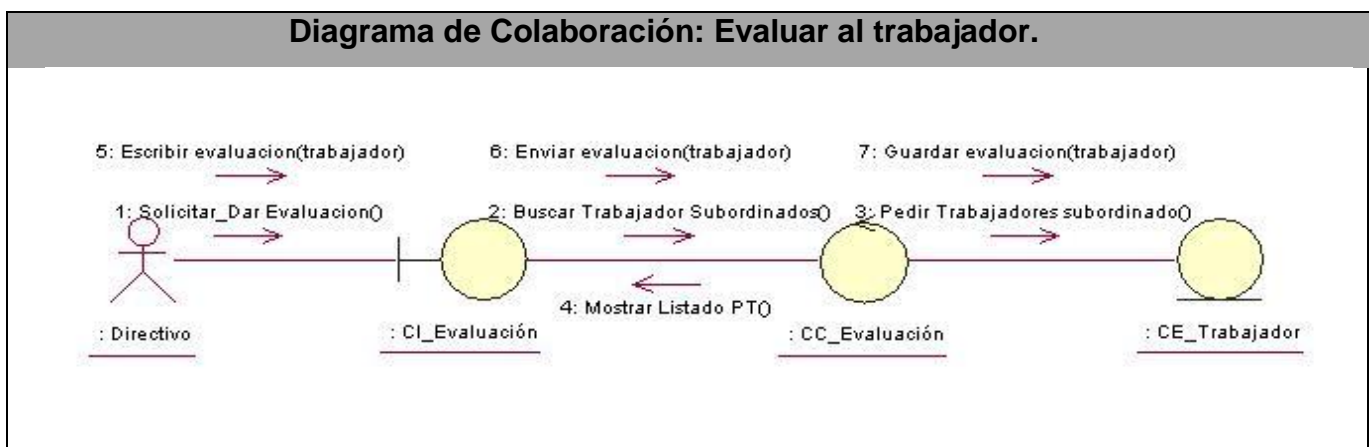 Diagrama de Colaboración: Evaluar al trabajador.
5: Escribir evaluacion(trabajador)
6: Enviar evaluacion(trabajador)
7: Guardar evaluacion(trabajador)
1: Solicitar_Dar Evaluacion()
2: Buscar Trabajador Subordinados()
3: Pedir Trabajadores subordinado()
4: Mostrar Listado PT()
: Directivo
: CI_Evaluación
: CC_Evaluación
: CE_Trabajador